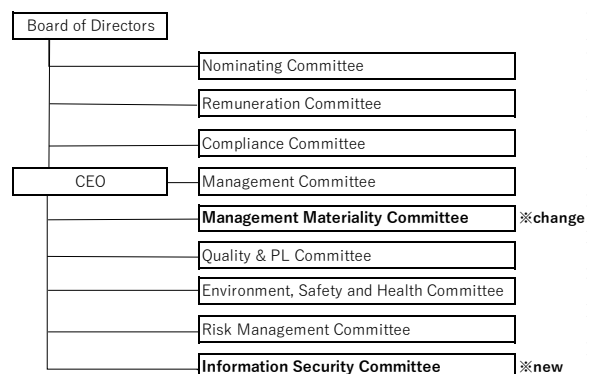 Board of Directors
Nominating Committee
Remuneration Committee
Compliance Committee
CEO
Management Committee
Management Materiality Committee ※change
Quality & PL Committee
Environment, Safety and Health Committee
Risk Management Committee
Information Security Committee ※new